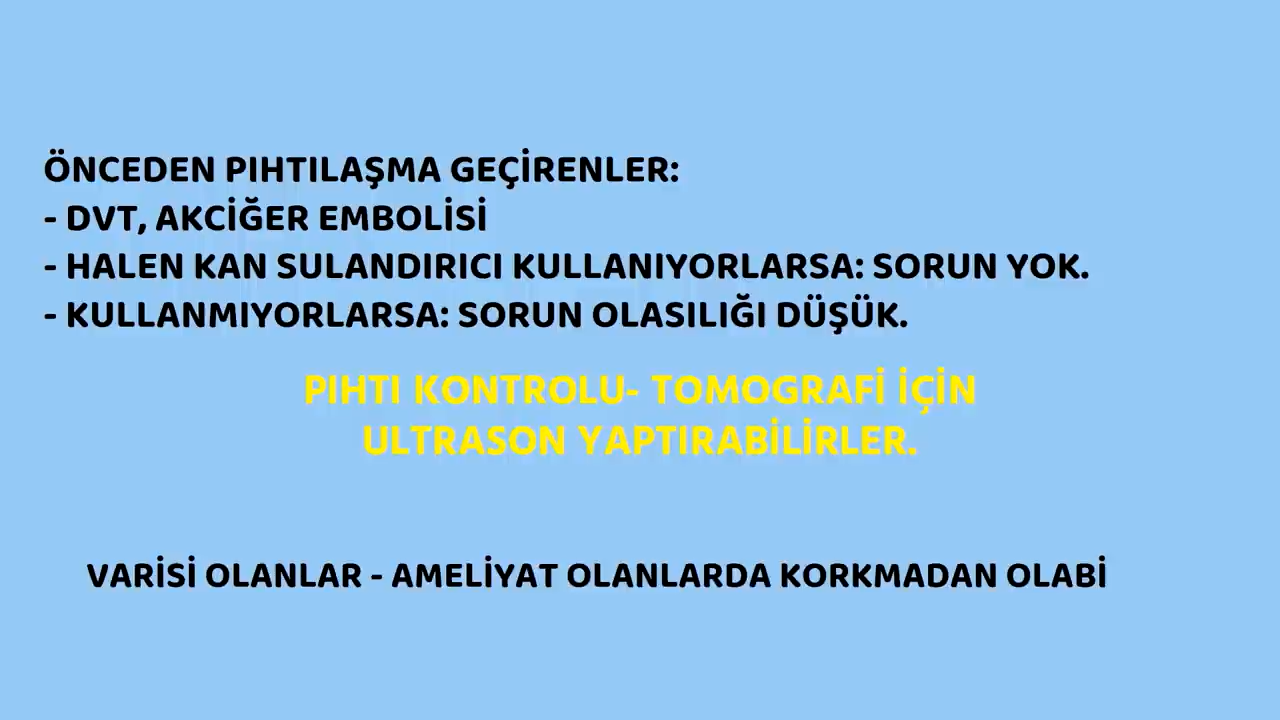 ÖNCEDEN PIHTILAŞMA GEÇİRENLER:
- DVT, AKCİĞER EMBOLİSİ
- HALEN KAN SULANDIRICI KULLANIYORLARSA: SORUN YOK.
- KULLANMIYORLARSA: SORUN OLASILIĞI DÜŞÜK.
PIHTI KONTROLU- TOMOGRAFİ İÇİN
ULTRASON YAPTIRABİLİRLER.
VARİSİ OLANLAR - AMELİYAT OLANLARDA KORKMADAN OLABİ